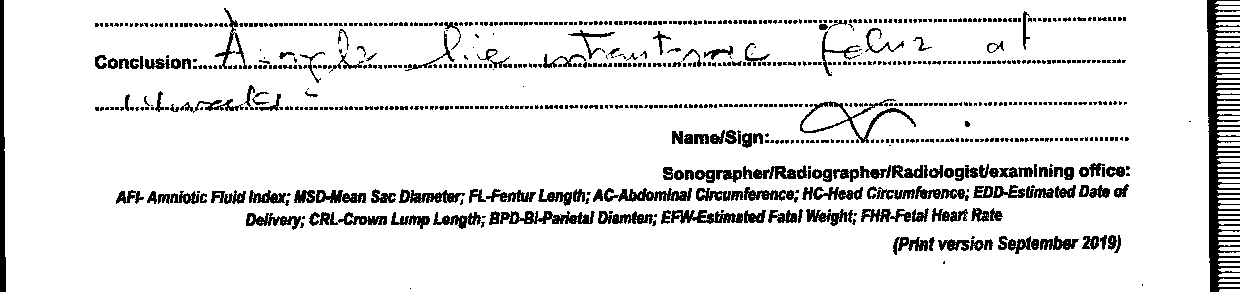 Conclusion: A single live intrauterine fetus at
14 weeks
Name/Sign:
Sonographer/Radiographer/Radiologist/examining office:
AFI- Amniotic Fluid Index; MSD-Mean Sac Diameter; FL-Fentur Length; AC-Abdominal Circumference; HC-Head Circumference; EDD-Estimated Date of
Delivery; CRL-Crown Lump Length; BPD-Bi-Parietal Diamten; EFW-Estimated Fatal Weight; FHR-Fetal Heart Rate
(Print version September 2019)